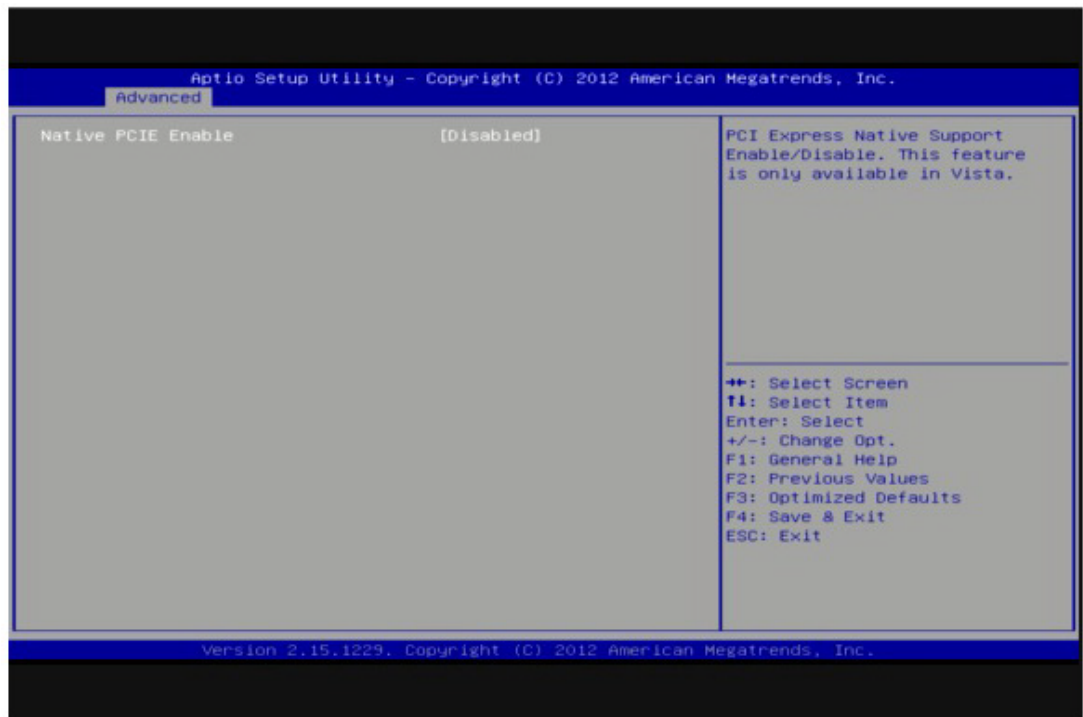 Aptio Setup Utility – Copyright (C) 2012 American Megatrends, Inc.
Advanced
Native PCIE Enable [Disabled]
PCI Express Native Support
Enable/Disable. This feature
is only available in Vista.
→←: Select Screen
↑↓: Select Item
Enter: Select
+/-: Change Opt.
F1: General Help
F2: Previous Values
F3: Optimized Defaults
F4: Save & Exit
ESC: Exit
Version 2.15.1229. Copyright (C) 2012 American Megatrends, Inc.